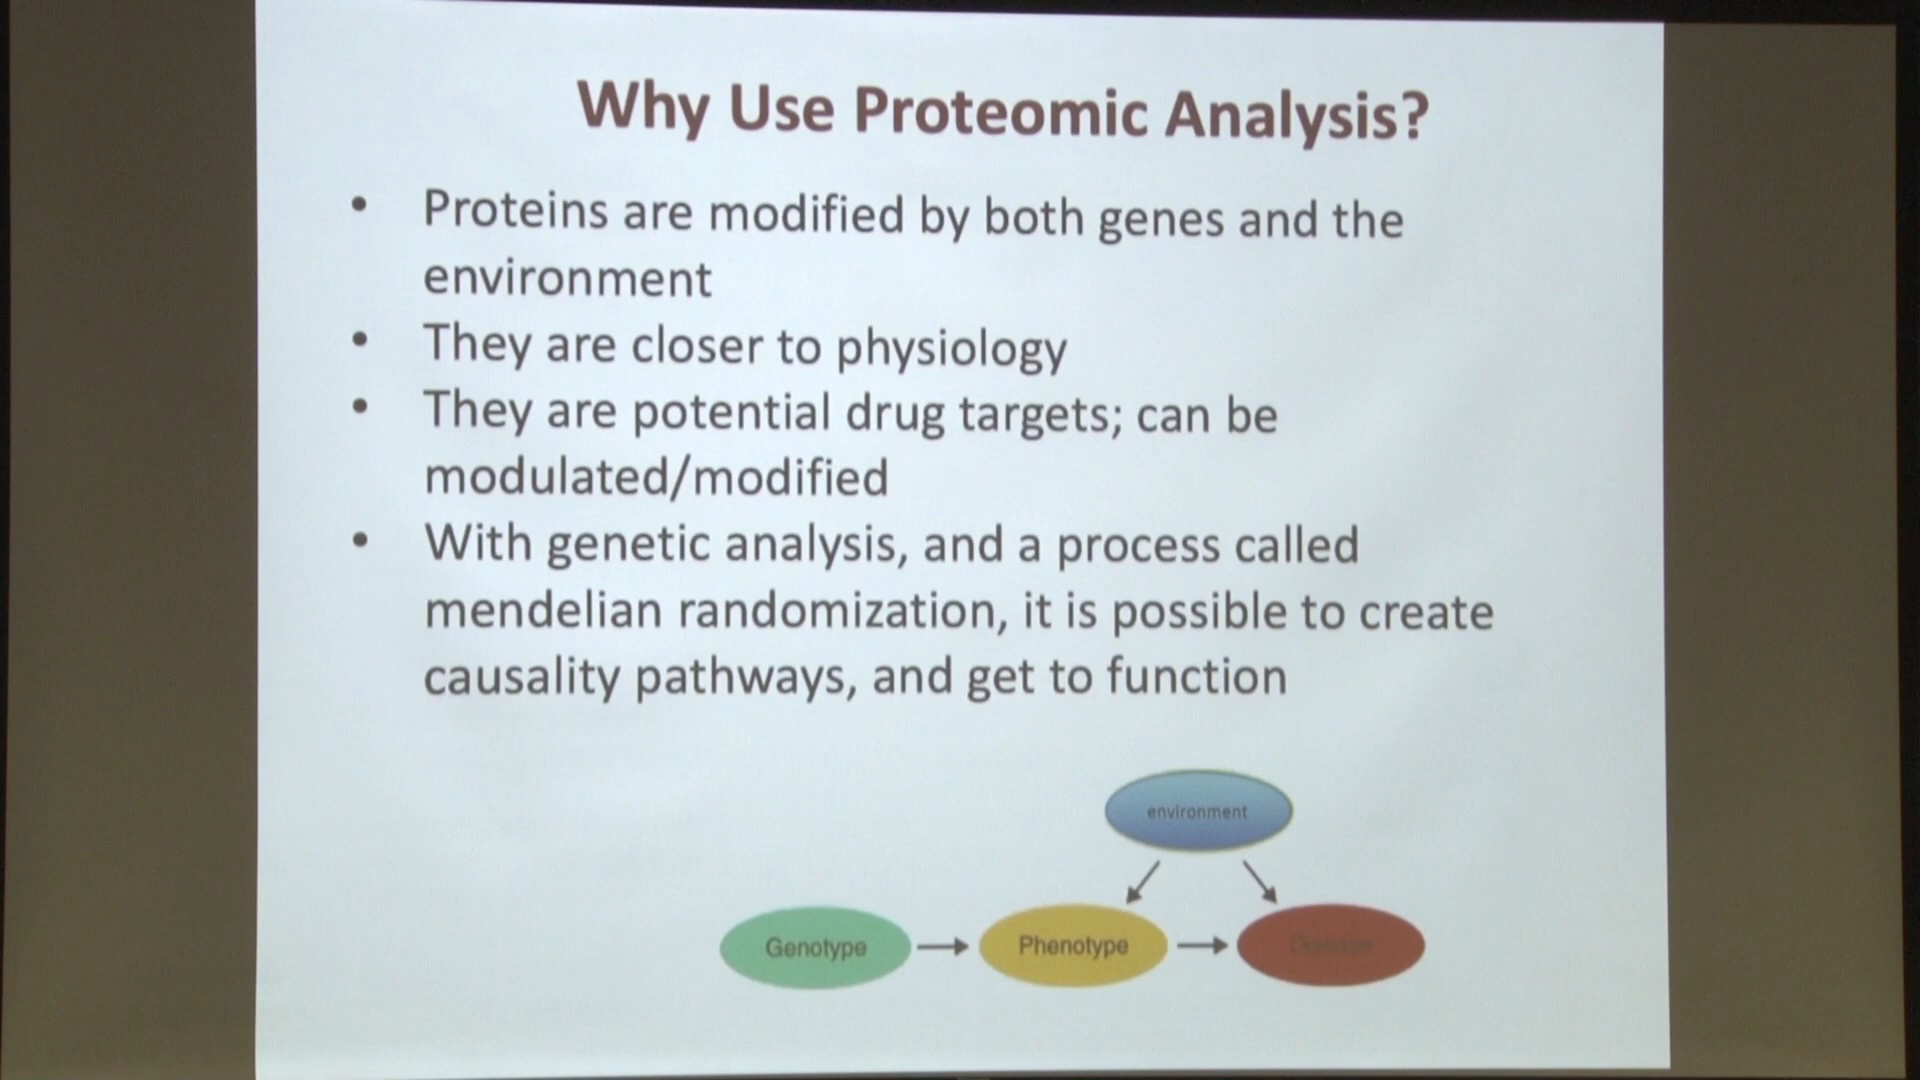 Why Use Proteomic Analysis?
• Proteins are modified by both genes and the
environment
• They are closer to physiology
• They are potential drug targets; can be
modulated/modified
• With genetic analysis, and a process called
mendelian randomization, it is possible to create
causality pathways, and get to function
environment
Genotype
Phenotype
Disease